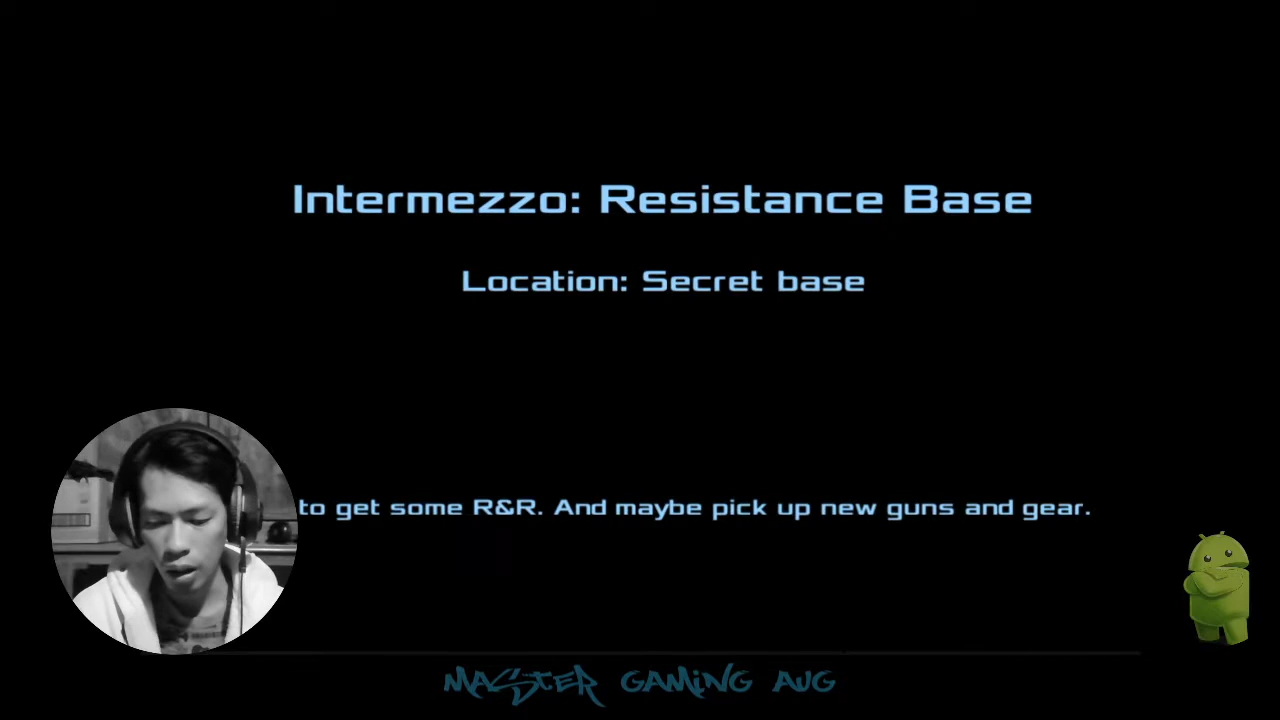 Intermezzo: Resistance Base
Location: Secret base
to get some R&R. And maybe pick up new guns and gear.
MASTER GAMING AUG